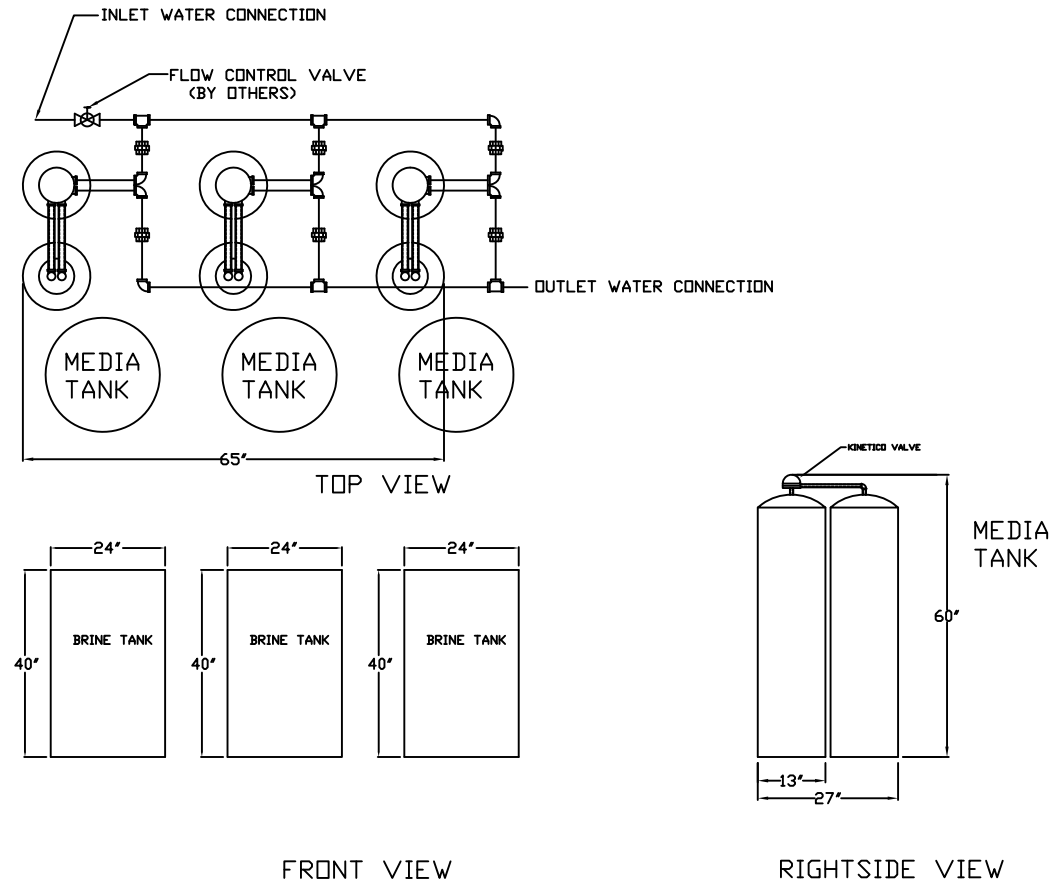 INLET WATER CONNECTION
FLOW CONTROL VALVE
(BY OTHERS)
OUTLET WATER CONNECTION
MEDIA
TANK
MEDIA
TANK
MEDIA
TANK
65"
TOP VIEW
KINETICO VALVE
MEDIA
TANK
60"
13"
27"
24"
24"
24"
BRINE TANK
BRINE TANK
BRINE TANK
40"
40"
40"
FRONT VIEW
RIGHTSIDE VIEW